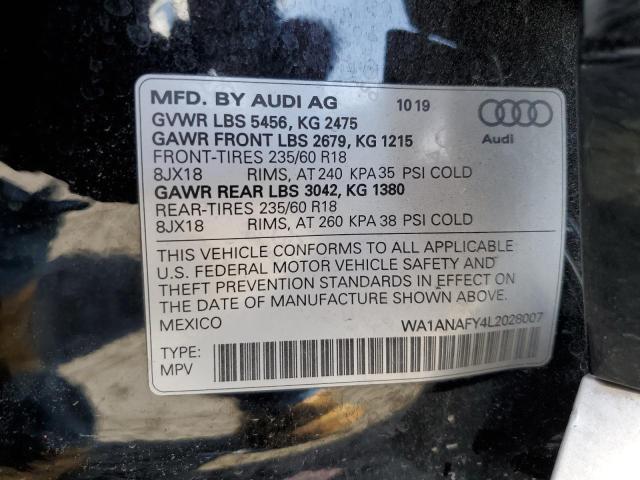 MFD. BY AUDI AG 10 19
GVWR LBS 5456, KG 2475
GAWR FRONT LBS 2679, KG 1215
FRONT-TIRES 235/60 R18
8JX18 RIMS, AT 240 KPA 35 PSI COLD
GAWR REAR LBS 3042, KG 1380
REAR-TIRES 235/60 R18
8JX18 RIMS, AT 260 KPA 38 PSI COLD
Audi
THIS VEHICLE CONFORMS TO ALL APPLICABLE
U.S. FEDERAL MOTOR VEHICLE SAFETY AND
THEFT PREVENTION STANDARDS IN EFFECT ON
THE DATE OF MANUFACTURE SHOWN ABOVE.
MEXICO WA1ANAFY4L2028007
TYPE:
MPV